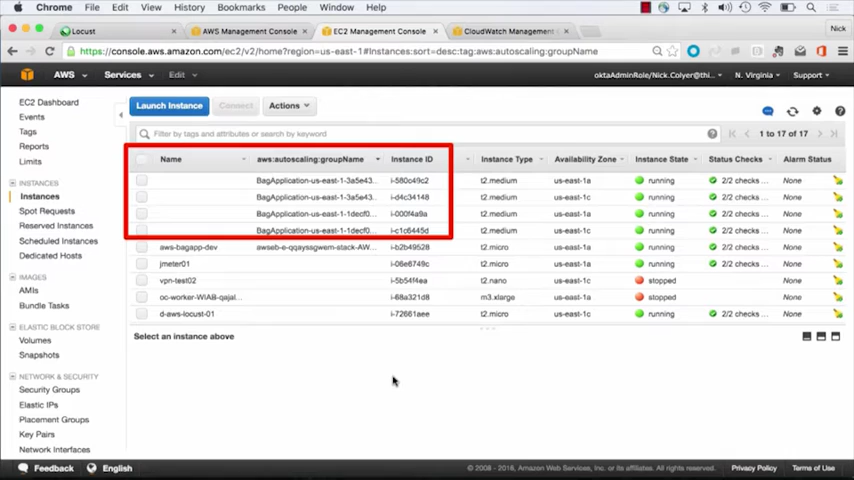 Chrome File Edit View History Bookmarks People Window Help
Locust AWS Management Console EC2 Management Console CloudWatch Management C Nick
https://console.aws.amazon.com/ec2/v2/home?region=us-east-1#Instances:sort=desc:tag:aws:autoscaling:groupName
AWS Services Edit oktaAdminRole/Nick.Colyer@thi... N. Virginia Support
EC2 Dashboard
Events
Tags
Reports
Limits
INSTANCES
Instances
Spot Requests
Reserved Instances
Scheduled Instances
Dedicated Hosts
IMAGES
AMIs
Bundle Tasks
ELASTIC BLOCK STORE
Volumes
Snapshots
NETWORK & SECURITY
Security Groups
Elastic IPs
Placement Groups
Key Pairs
Network Interfaces
Launch Instance Connect Actions
Filter by tags and attributes or search by keyword 1 to 17 of 17
Name aws:autoscaling:groupName Instance ID Instance Type Availability Zone Instance State Status Checks Alarm Status
BagApplication-us-east-1-3a5e43... i-580c49c2 t2.medium us-east-1a running 2/2 checks ... None
BagApplication-us-east-1-3a5e43... i-d4c34148 t2.medium us-east-1c running 2/2 checks ... None
BagApplication-us-east-1-1decf0... i-000f4a9a t2.medium us-east-1a running 2/2 checks ... None
BagApplication-us-east-1-1decf0... i-c1c6445d t2.medium us-east-1c running 2/2 checks ... None
aws-bagapp-dev awseb-e-qqayssgwem-stack-AW... i-b2b49528 t2.micro us-east-1a running 2/2 checks ... None
jmeter01 i-06e6749c t2.micro us-east-1a running 2/2 checks ... None
vpn-test02 i-5b54f4ea t2.nano us-east-1c stopped None
oc-worker-WIAB-qajal... i-68a321d8 m3.xlarge us-east-1a stopped None
d-aws-locust-01 i-72661aee t2.micro us-east-1c running 2/2 checks ... None
Select an instance above
Feedback English © 2008 - 2016, Amazon Web Services, Inc. or its affiliates. All rights reserved. Privacy Policy Terms of Use